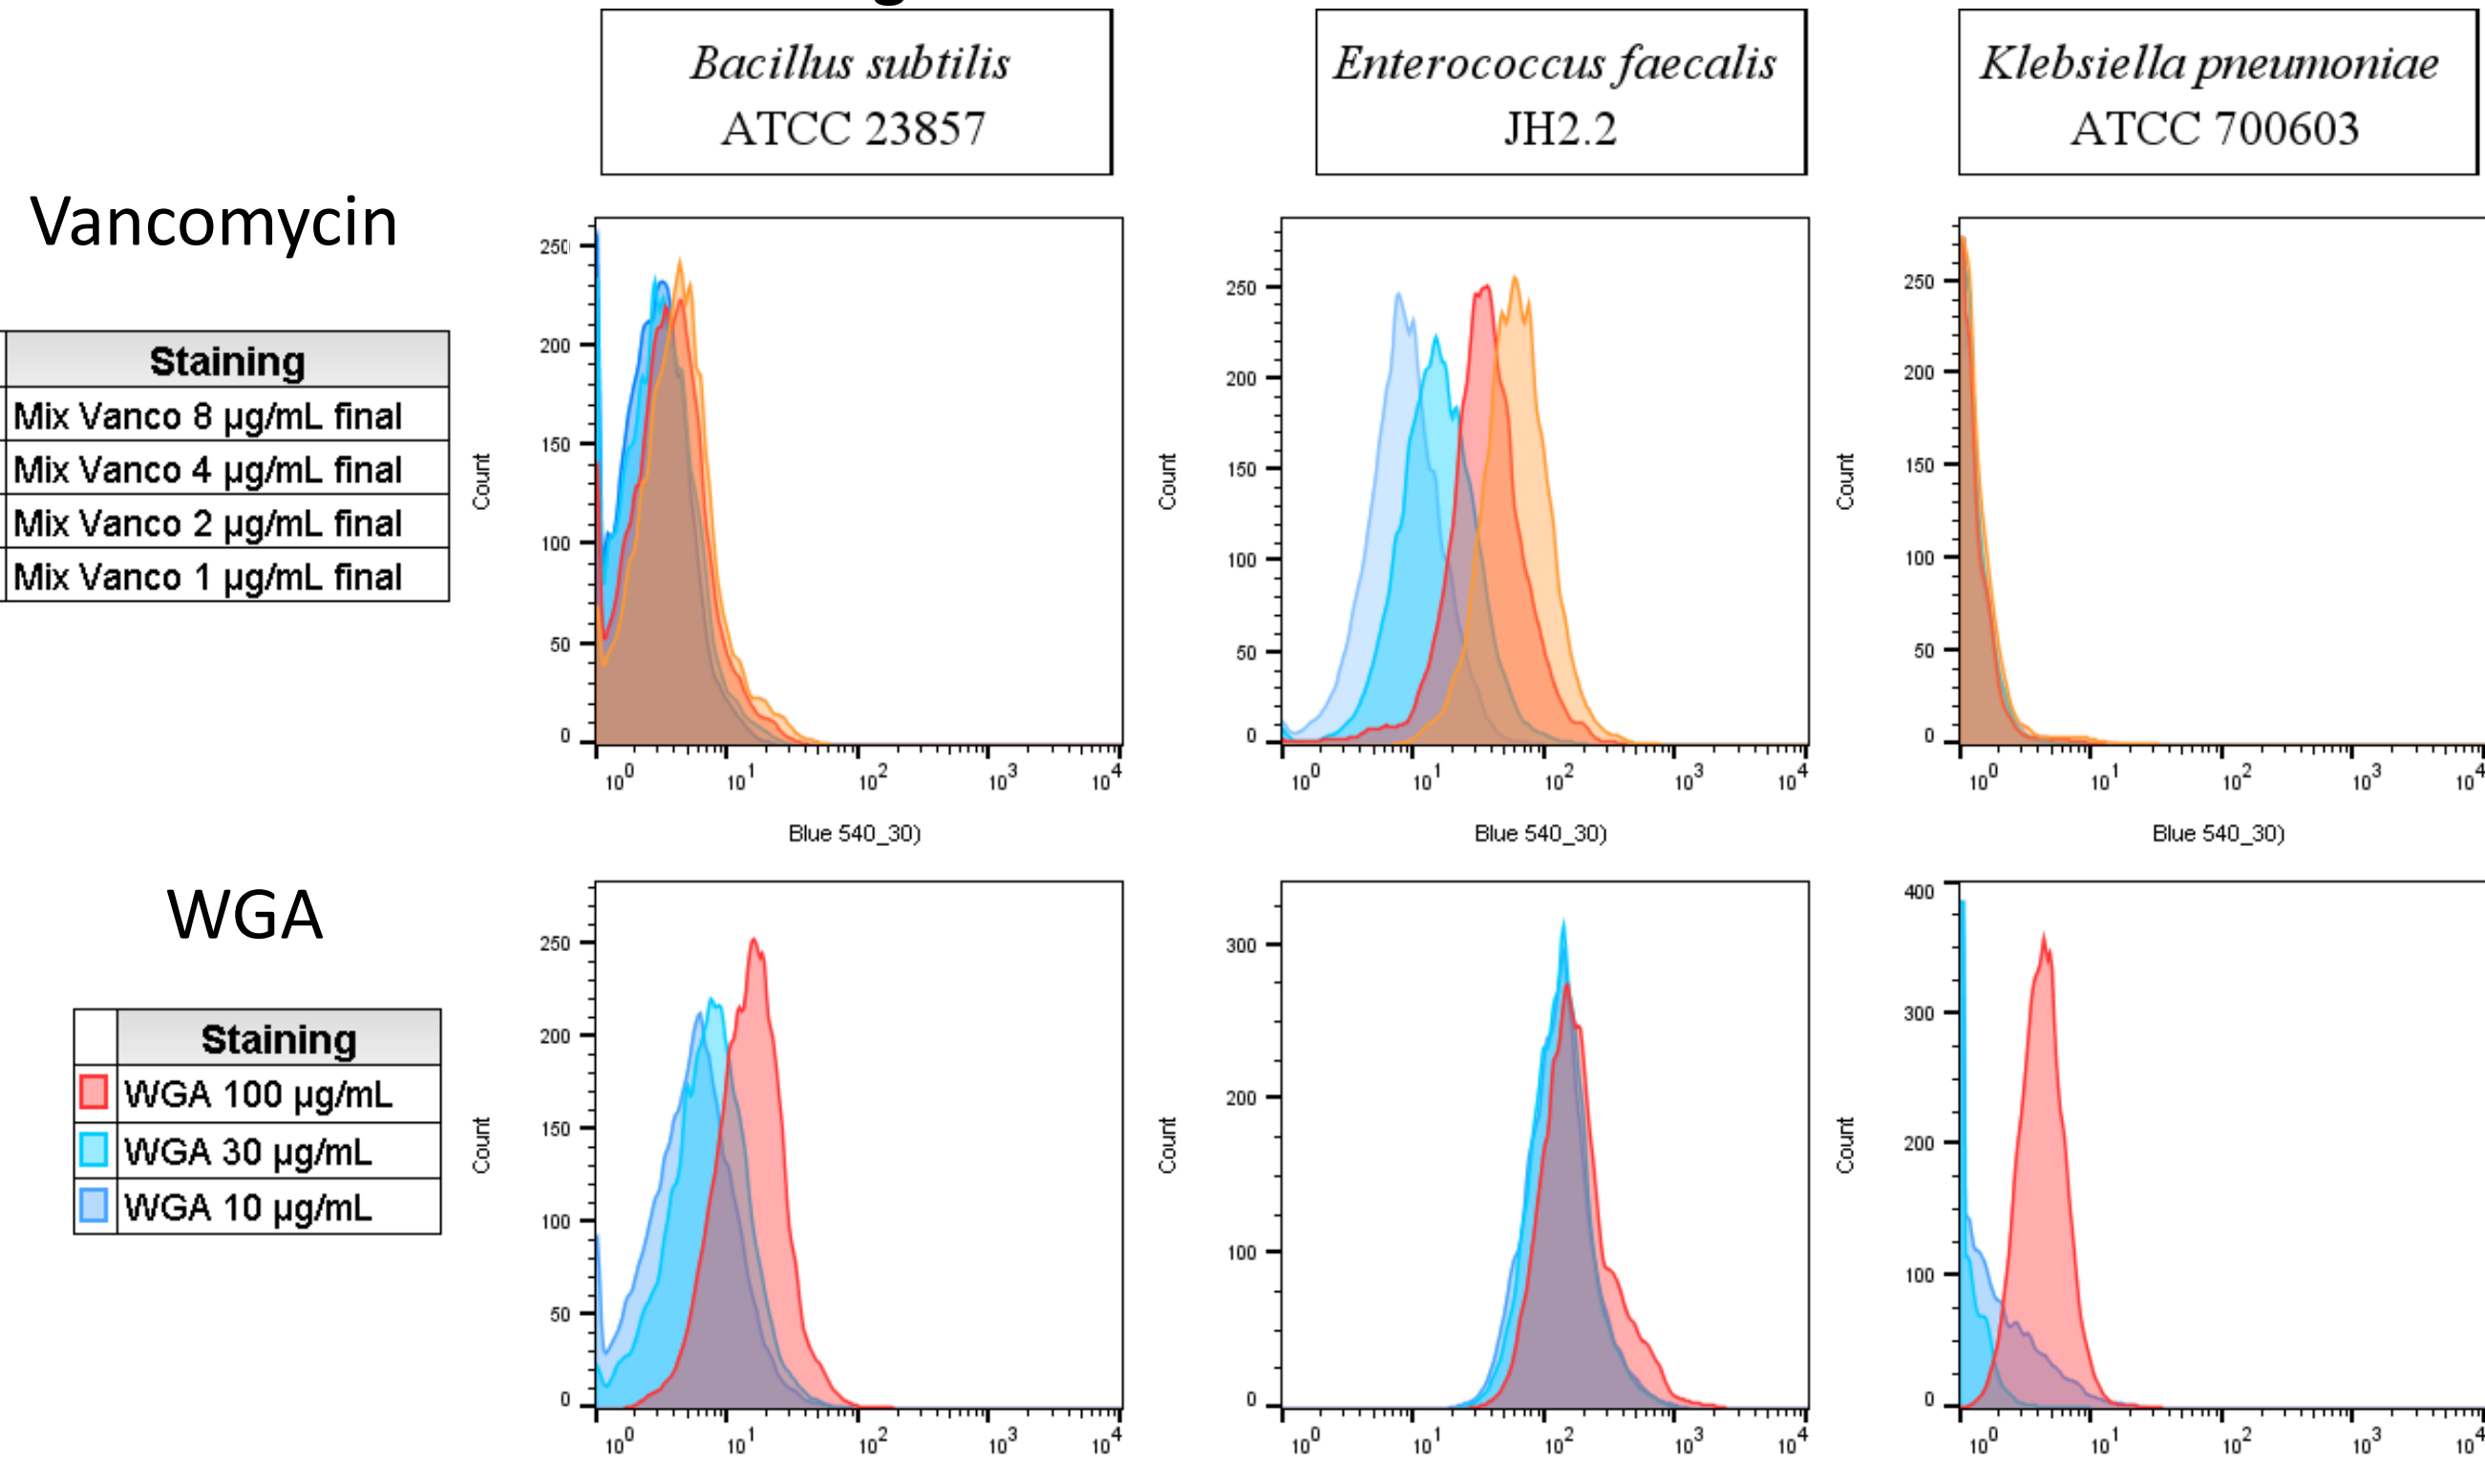 Bacillus subtilis
ATCC 23857
Enterococcus faecalis
JH2.2
Klebsiella pneumoniae
ATCC 700603
Vancomycin
Staining
Mix Vanco 8 µg/mL final
Mix Vanco 4 µg/mL final
Mix Vanco 2 µg/mL final
Mix Vanco 1 µg/mL final
Count
250
200
150
100
50
0
10^0 10^1 10^2 10^3 10^4
Blue 540_30)
Count
250
200
150
100
50
0
10^0 10^1 10^2 10^3 10^4
Blue 540_30)
Count
250
200
150
100
50
0
10^0 10^1 10^2 10^3 10^4
Blue 540_30)
WGA
Staining
WGA 100 µg/mL
WGA 30 µg/mL
WGA 10 µg/mL
Count
250
200
150
100
50
0
10^0 10^1 10^2 10^3 10^4
Count
300
200
100
0
10^0 10^1 10^2 10^3 10^4
Count
400
300
200
100
0
10^0 10^1 10^2 10^3 10^4